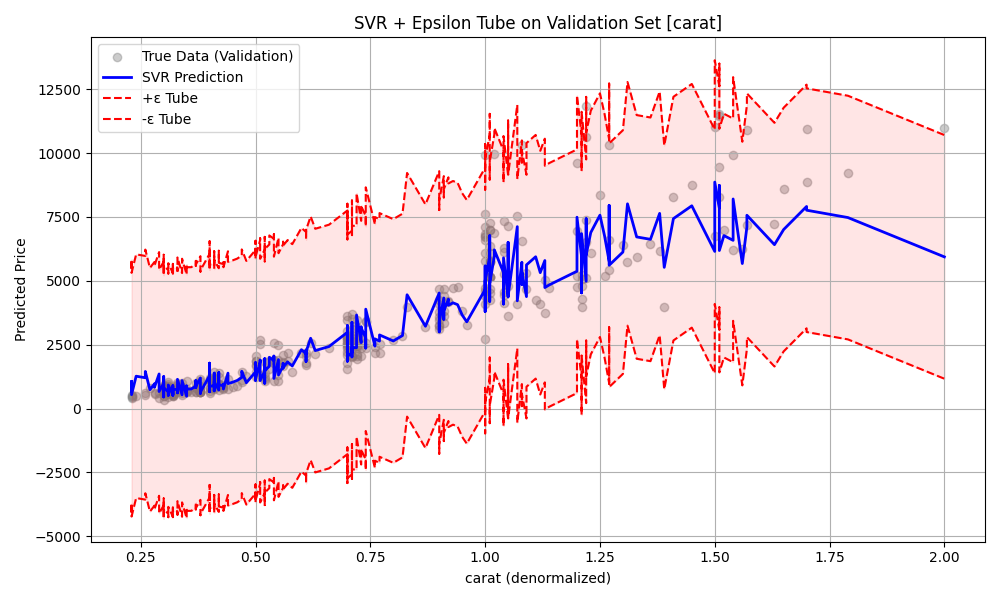 SVR + Epsilon Tube on Validation Set [carat]
True Data (Validation)
SVR Prediction
+ε Tube
-ε Tube
Predicted Price
12500
10000
7500
5000
2500
0
−2500
−5000
0.25 0.50 0.75 1.00 1.25 1.50 1.75 2.00
carat (denormalized)